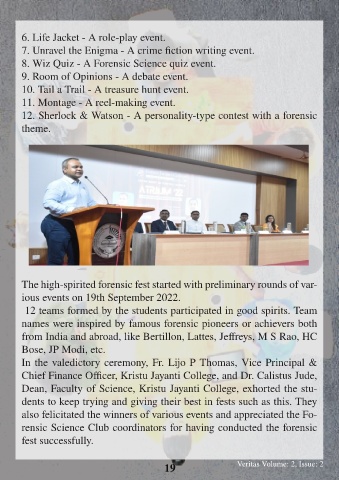 6. Life Jacket - A role-play event.
7. Unravel the Enigma - A crime fiction writing event.
8. Wiz Quiz - A Forensic Science quiz event.
9. Room of Opinions - A debate event.
10. Tail a Trail - A treasure hunt event.
11. Montage - A reel-making event.
12. Sherlock & Watson - A personality-type contest with a forensic
theme.
The high-spirited forensic fest started with preliminary rounds of var-
ious events on 19th September 2022.
12 teams formed by the students participated in good spirits. Team
names were inspired by famous forensic pioneers or achievers both
from India and abroad, like Bertillon, Lattes, Jeffreys, M S Rao, HC
Bose, JP Modi, etc.
In the valedictory ceremony, Fr. Lijo P Thomas, Vice Principal &
Chief Finance Officer, Kristu Jayanti College, and Dr. Calistus Jude,
Dean, Faculty of Science, Kristu Jayanti College, exhorted the stu-
dents to keep trying and giving their best in fests such as this. They
also felicitated the winners of various events and appreciated the Fo-
rensic Science Club coordinators for having conducted the forensic
fest successfully.
19
Veritas Volume: 2, Issue: 2